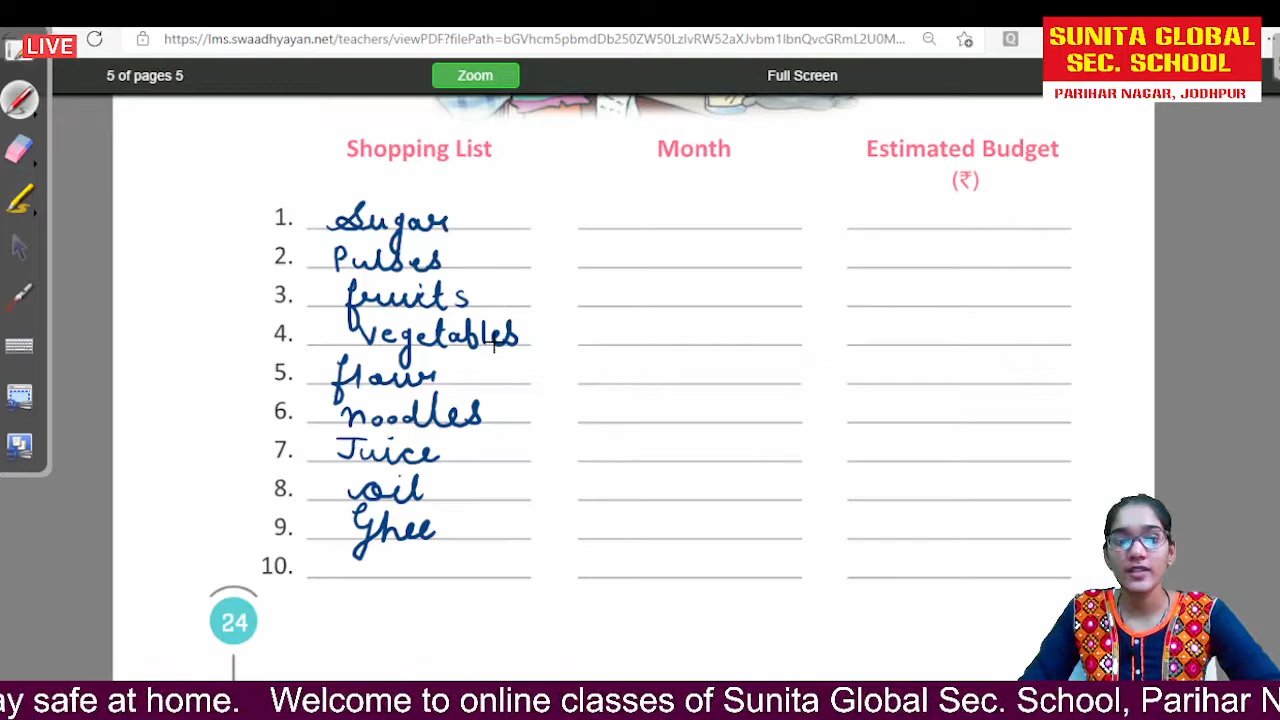 LIVE
https://lms.swaadhyayan.net/teachers/viewPDF?filePath=bGVhcm5pbmdDb250ZW50LzIvRW52aXJvbm1lbnQvcGRmL2U0M...
SUNITA GLOBAL
SEC. SCHOOL
PARIHAR NAGAR, JODHPUR
5 of pages 5
Zoom
Full Screen
Shopping List Month Estimated Budget
(₹)
1. Sugar
2. Pulses
3. fruits
4. vegetables
5. flour
6. noodles
7. Juice
8. oil
9. Ghee
10.
24
ay safe at home. Welcome to online classes of Sunita Global Sec. School, Parihar N